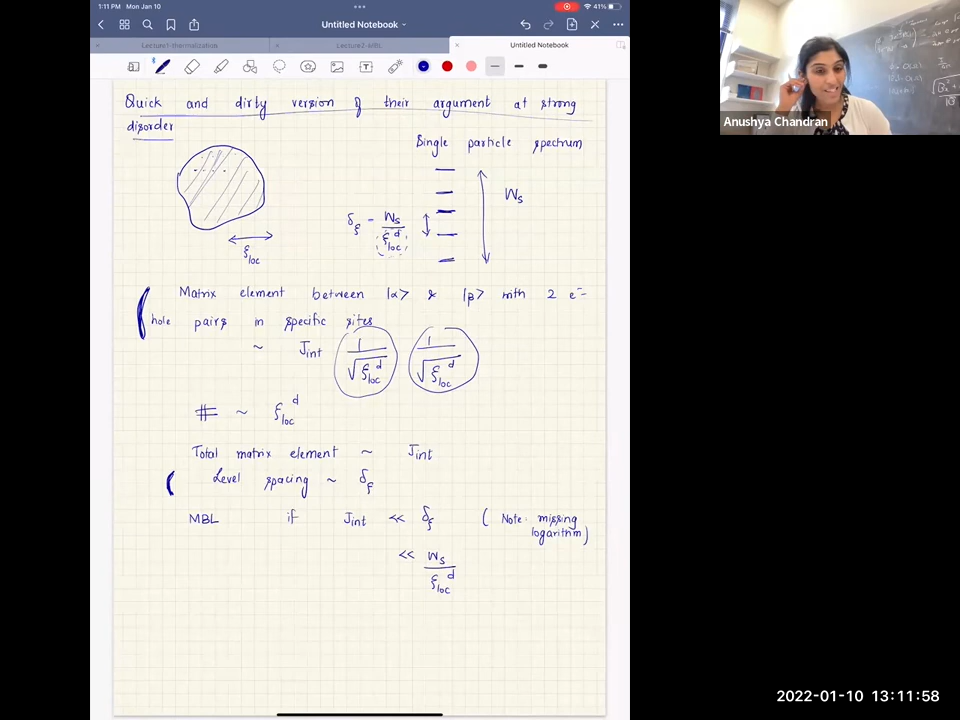 1:11 PM Mon Jan 10
41%
Untitled Notebook
Lecture1-thermalization
Lecture2-MBL
Untitled Notebook
Quick and dirty version of their argument at strong
disorder
Single particle spectrum
W_s
δ_ξ ~ W_s / ξ_loc^d
ξ_loc
Matrix element between |α> & |β> with 2 e⁻
hole pairs in specific sites
~ J_int 1/√(ξ_loc^d) 1/√(ξ_loc^d)
# ~ ξ_loc^d
Total matrix element ~ J_int
Level spacing ~ δ_ξ
MBL if J_int << δ_ξ (Note: missing
logarithm)
<< W_s / ξ_loc^d
Anushya Chandran
2022-01-10 13:11:58